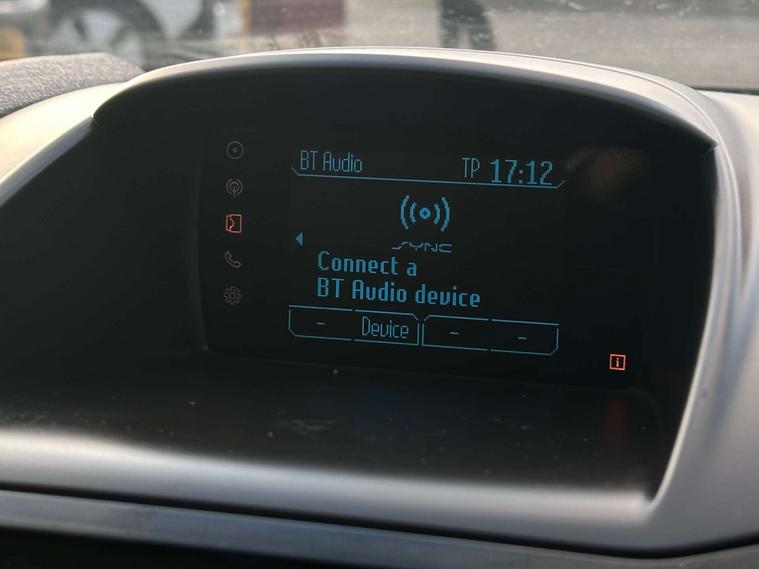 BT Audio TP 17:12
SYNC
Connect a
BT Audio device
- Device - -
i